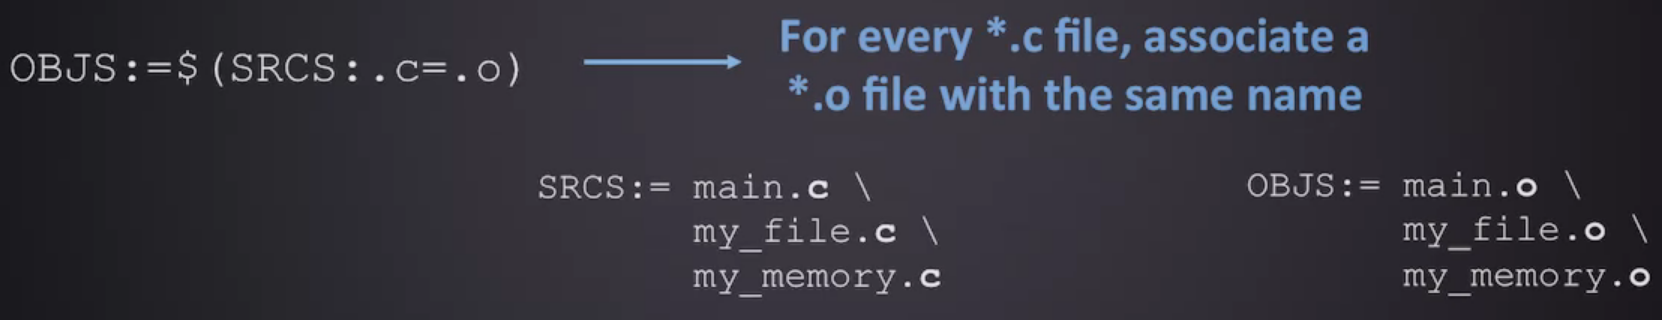 OBJS:=$(SRCS:.c=.o)
For every *.c file, associate a
*.o file with the same name
SRCS:= main.c \
my_file.c \
my_memory.c
OBJS:= main.o \
my_file.o \
my_memory.o